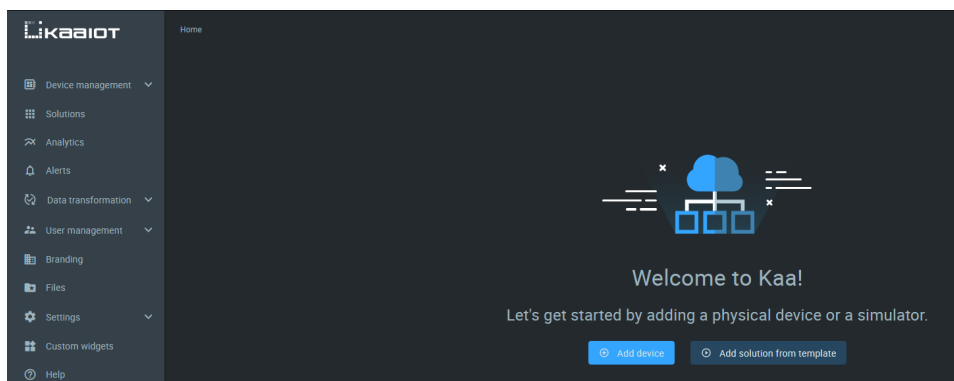 KaaIoT
Home
Device management
Solutions
Analytics
Alerts
Data transformation
User management
Branding
Files
Settings
Custom widgets
Help
Welcome to Kaa!
Let's get started by adding a physical device or a simulator.
Add device
Add solution from template